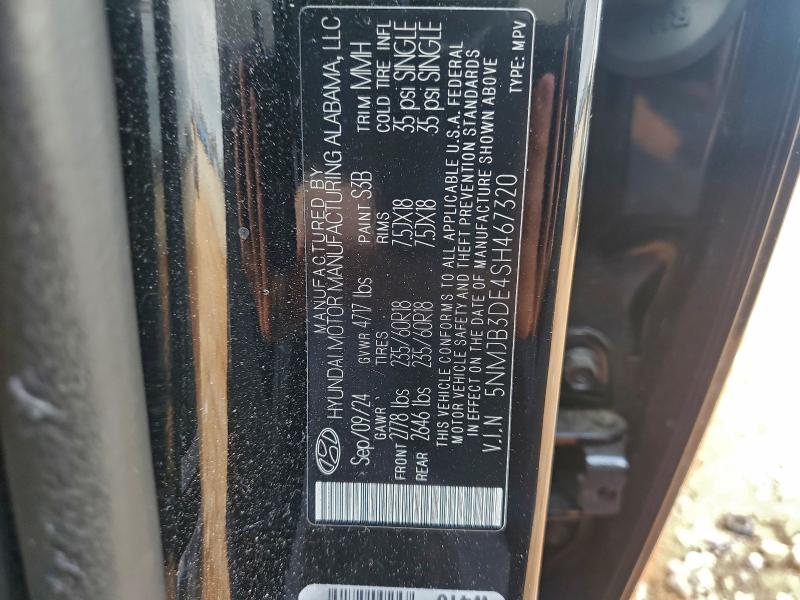 MANUFACTURED BY
HYUNDAI MOTOR MANUFACTURING ALABAMA, LLC
Sep/09/24 GVWR 4717 lbs PAINT S3B TRIM MMH
GAWR TIRES RIMS COLD TIRE INFL
FRONT 2778 lbs 235/60R18 7.5JX18 35 psi SINGLE
REAR 2646 lbs 235/60R18 7.5JX18 35 psi SINGLE
THIS VEHICLE CONFORMS TO ALL APPLICABLE U.S.A. FEDERAL
MOTOR VEHICLE SAFETY AND THEFT PREVENTION STANDARDS
IN EFFECT ON THE DATE OF MANUFACTURE SHOWN ABOVE
V.I.N 5NMJB3DE4SH467320 TYPE: MPV